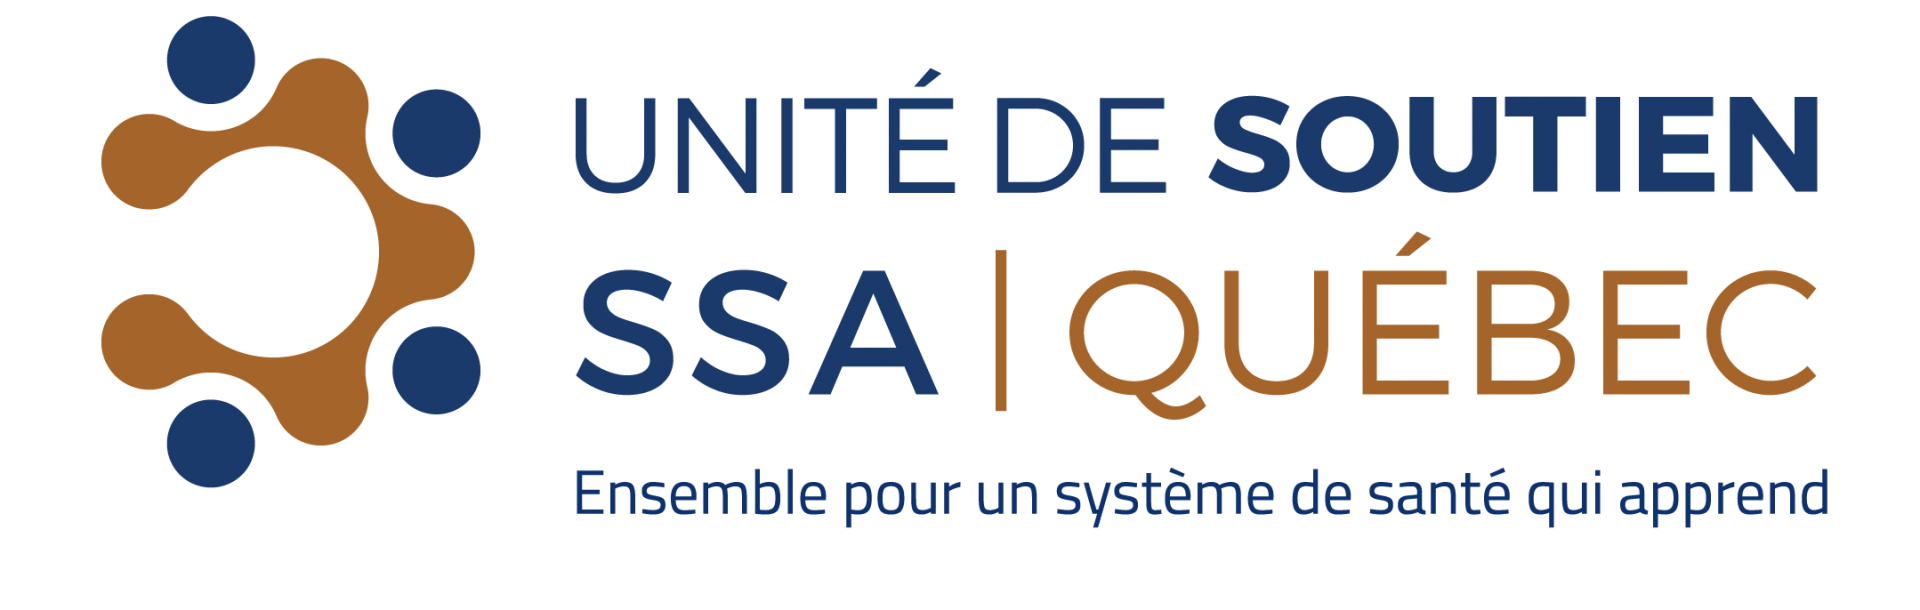 UNITÉ DE SOUTIEN
SSA | QUÉBEC
Ensemble pour un système de santé qui apprend